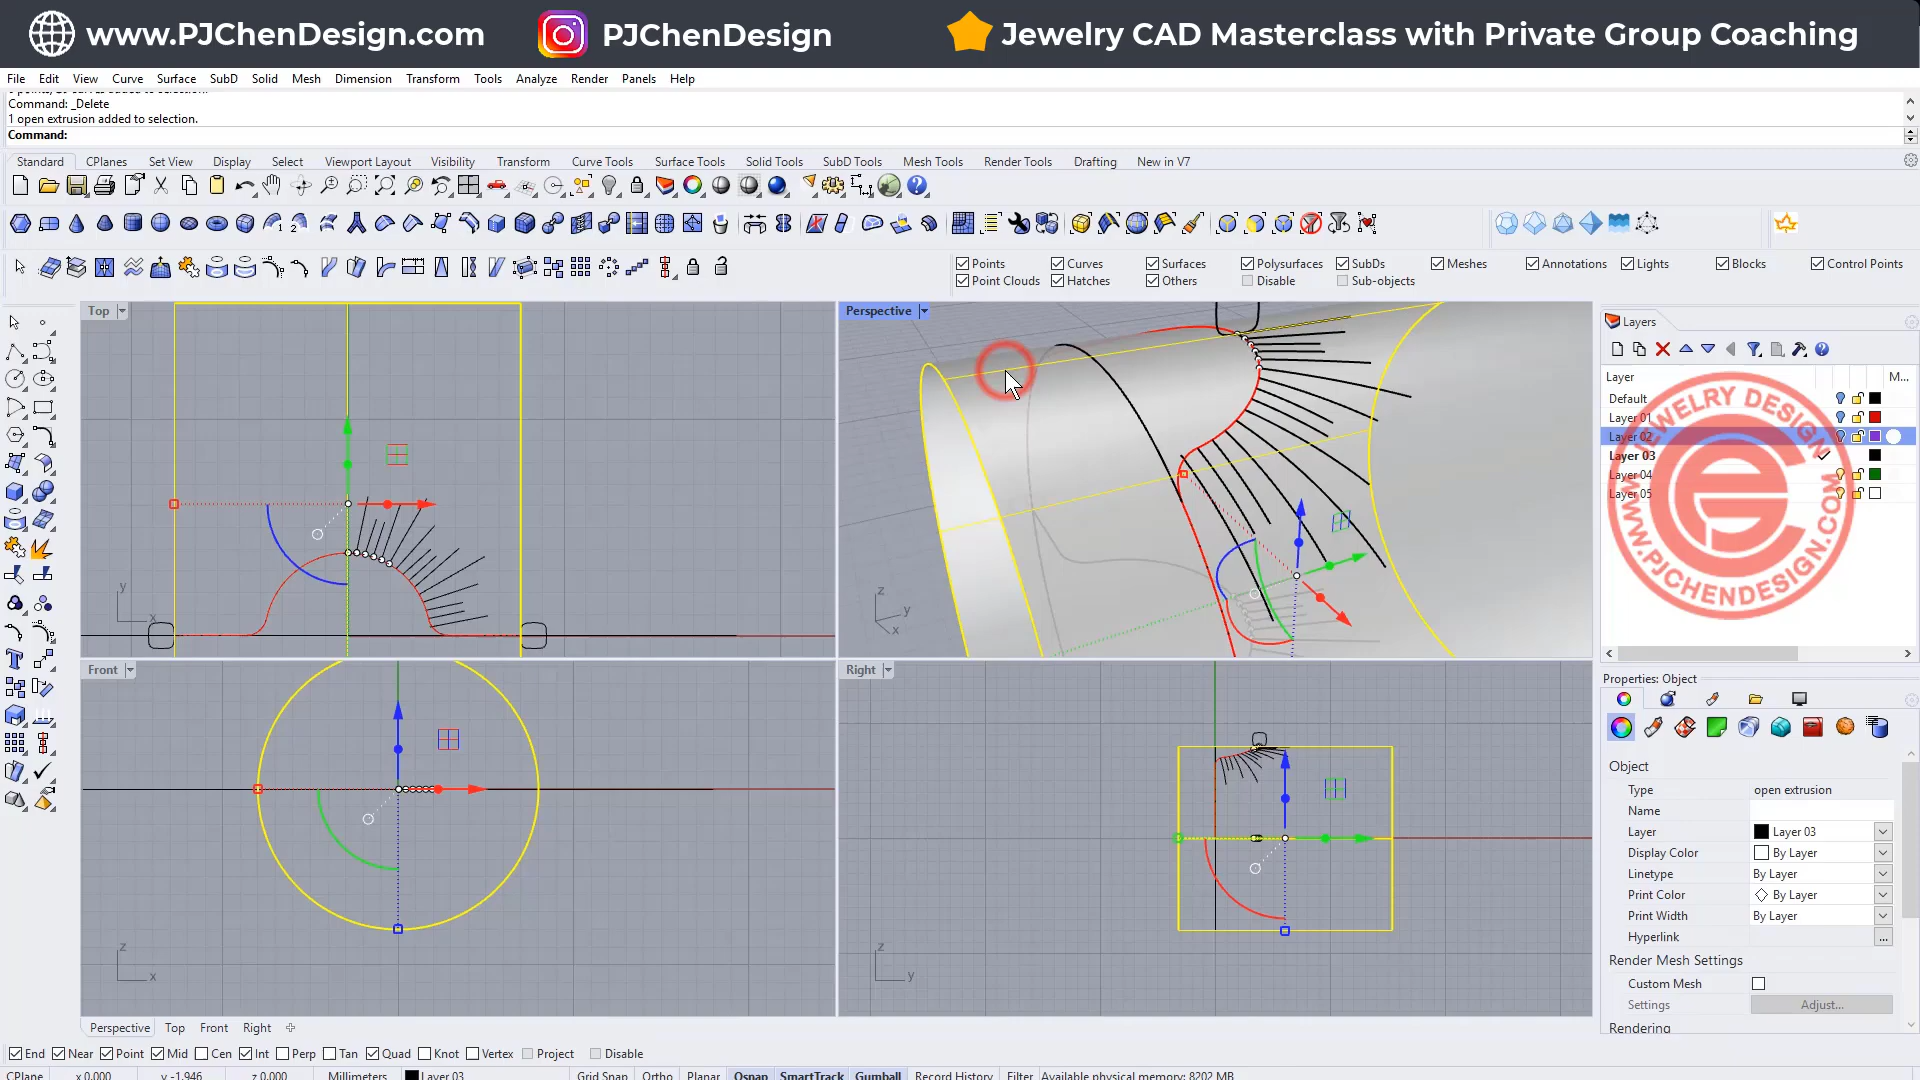 www.PJChenDesign.com PJChenDesign Jewelry CAD Masterclass with Private Group Coaching
File Edit View Curve Surface SubD Solid Mesh Dimension Transform Tools Analyze Render Panels Help
Command: _Delete
1 open extrusion added to selection.
Command:
Standard CPlanes Set View Display Select Viewport Layout Visibility Transform Curve Tools Surface Tools Solid Tools SubD Tools Mesh Tools Render Tools Drafting New in V7
Points Curves Surfaces Polysurfaces SubDs Meshes Annotations Lights Blocks Control Points
Point Clouds Hatches Others Disable Sub-objects
Top Perspective
Layers
Layer M...
Default
Layer 01
Layer 02
Layer 03
Layer 04
Layer 05
JEWELRY DESIGN
WWW.PJCHENDESIGN.COM
y x
z y x
Front Right
z x
z y
Properties: Object
Object
Type open extrusion
Name
Layer Layer 03
Display Color By Layer
Linetype By Layer
Print Color By Layer
Print Width By Layer
Hyperlink ...
Render Mesh Settings
Custom Mesh
Settings Adjust...
Rendering
Perspective Top Front Right
End Near Point Mid Cen Int Perp Tan Quad Knot Vertex Project Disable
CPlane x 0.000 y -1.946 z 0.000 Millimeters Layer 03 Grid Snap Ortho Planar Osnap SmartTrack Gumball Record History Filter Available physical memory: 8202 MB